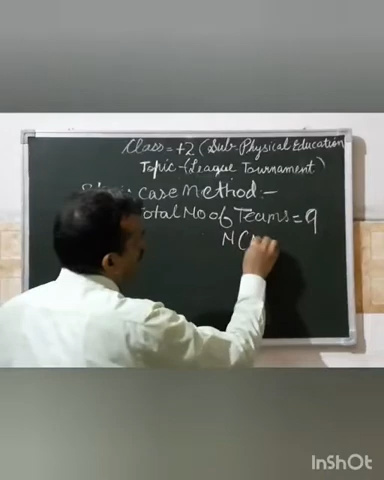 Class = +2 (Sub- Physical Education
Topic - (League Tournament)
case Method :-
Total No of Teams = 9
N(
InShOt